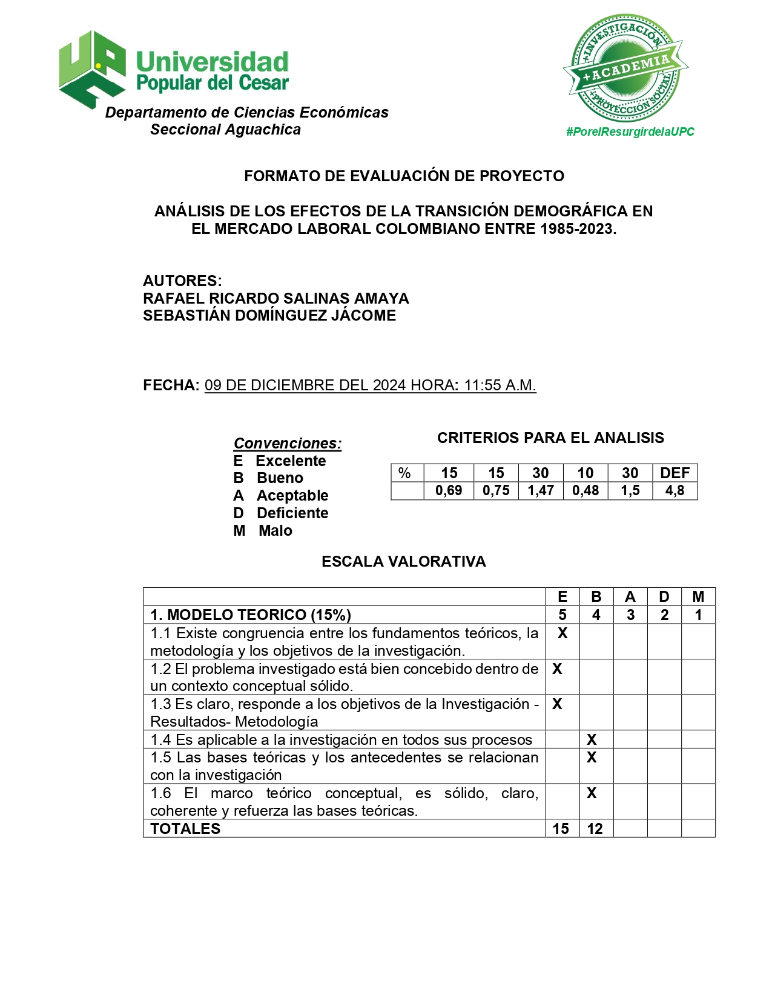 UPC
Universidad
Popular del Cesar
Departamento de Ciencias Económicas
Seccional Aguachica
+INVESTIGACIÓN
+ACADEMIA
+PROYECCIÓN SOCIAL
#PorelResurgirdelaUPC
FORMATO DE EVALUACIÓN DE PROYECTO
ANÁLISIS DE LOS EFECTOS DE LA TRANSICIÓN DEMOGRÁFICA EN
EL MERCADO LABORAL COLOMBIANO ENTRE 1985-2023.
AUTORES:
RAFAEL RICARDO SALINAS AMAYA
SEBASTIÁN DOMÍNGUEZ JÁCOME
FECHA: 09 DE DICIEMBRE DEL 2024 HORA: 11:55 A.M.
Convenciones:
E Excelente
B Bueno
A Aceptable
D Deficiente
M Malo
CRITERIOS PARA EL ANALISIS
% 15 15 30 10 30 DEF
0,69 0,75 1,47 0,48 1,5 4,8
ESCALA VALORATIVA
E B A D M
1. MODELO TEORICO (15%) 5 4 3 2 1
1.1 Existe congruencia entre los fundamentos teóricos, la X
metodología y los objetivos de la investigación.
1.2 El problema investigado está bien concebido dentro de X
un contexto conceptual sólido.
1.3 Es claro, responde a los objetivos de la Investigación - X
Resultados- Metodología
1.4 Es aplicable a la investigación en todos sus procesos X
1.5 Las bases teóricas y los antecedentes se relacionan X
con la investigación
1.6 El marco teórico conceptual, es sólido, claro, X
coherente y refuerza las bases teóricas.
TOTALES 15 12